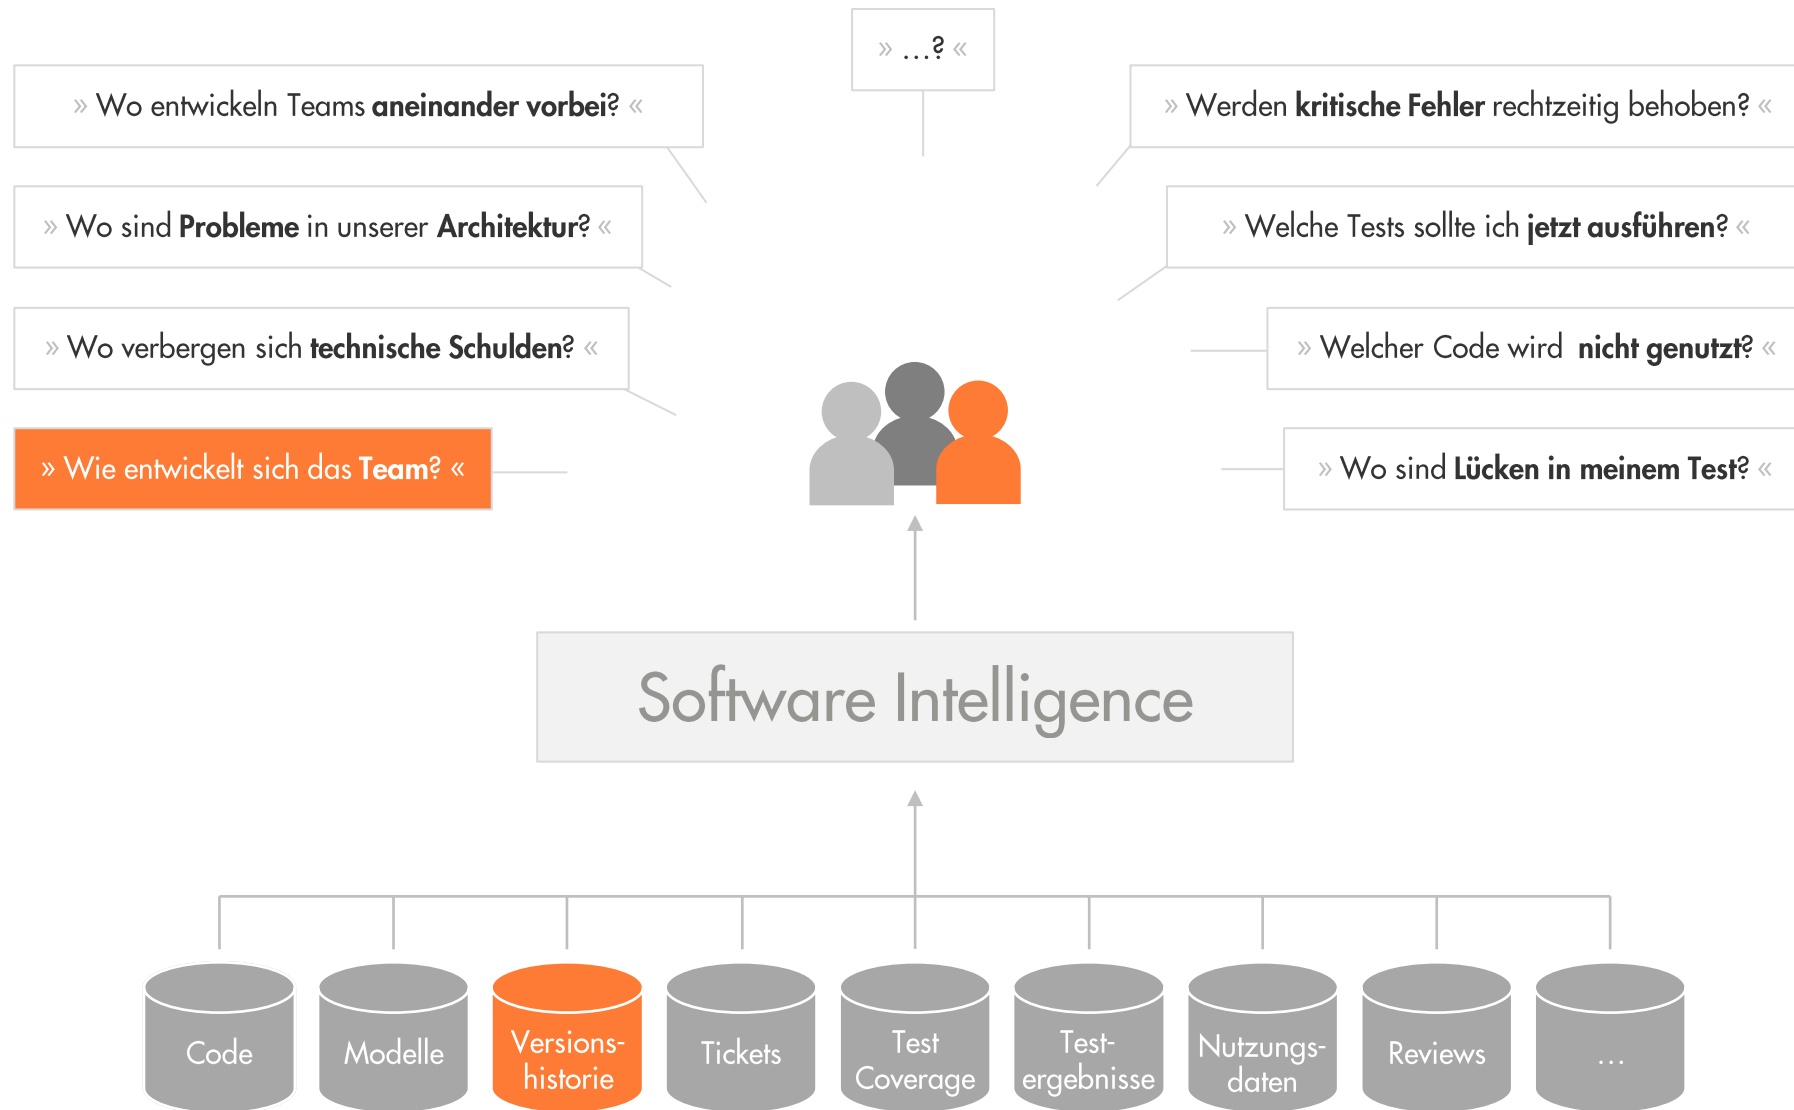 » …? «
» Wo entwickeln Teams aneinander vorbei? «
» Werden kritische Fehler rechtzeitig behoben? «
» Wo sind Probleme in unserer Architektur? «
» Welche Tests sollte ich jetzt ausführen? «
» Wo verbergen sich technische Schulden? «
» Welcher Code wird nicht genutzt? «
» Wie entwickelt sich das Team? «
» Wo sind Lücken in meinem Test? «
Software Intelligence
Code
Modelle
Versions-
historie
Tickets
Test
Coverage
Test-
ergebnisse
Nutzungs-
daten
Reviews
…